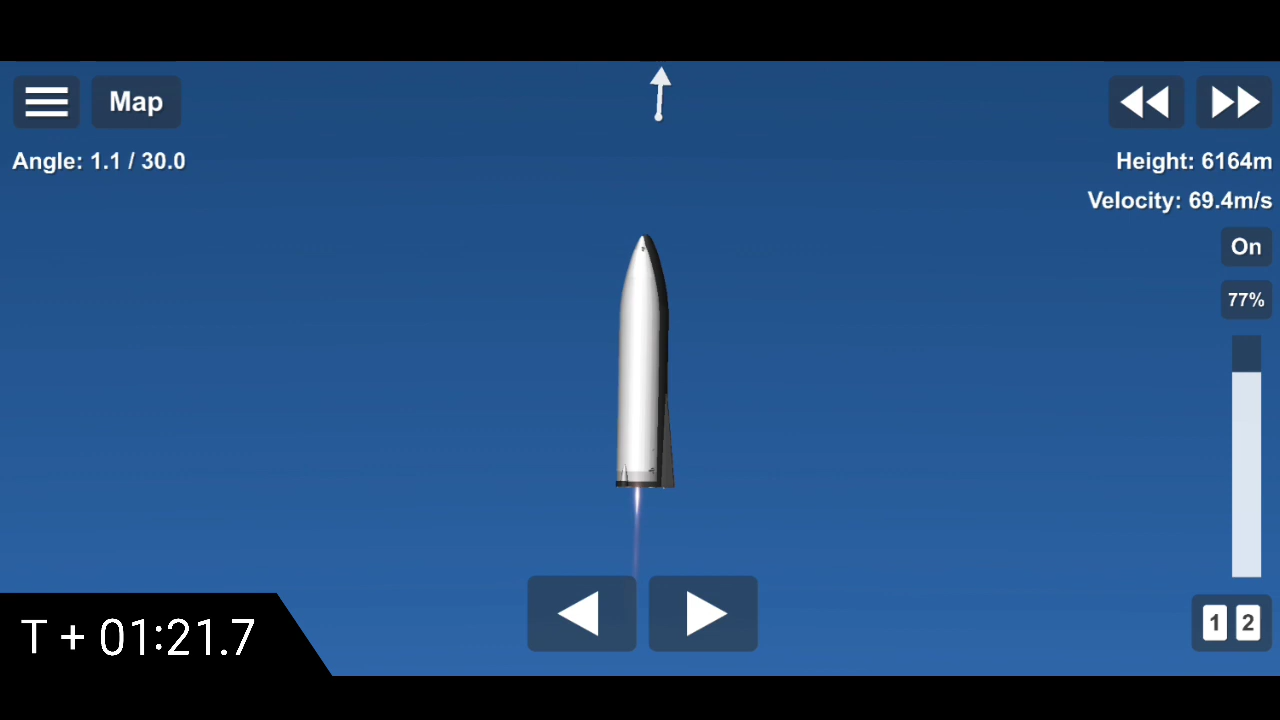 Map
Angle: 1.1 / 30.0
Height: 6164m
Velocity: 69.4m/s
On
77%
1 2
T + 01:21.7